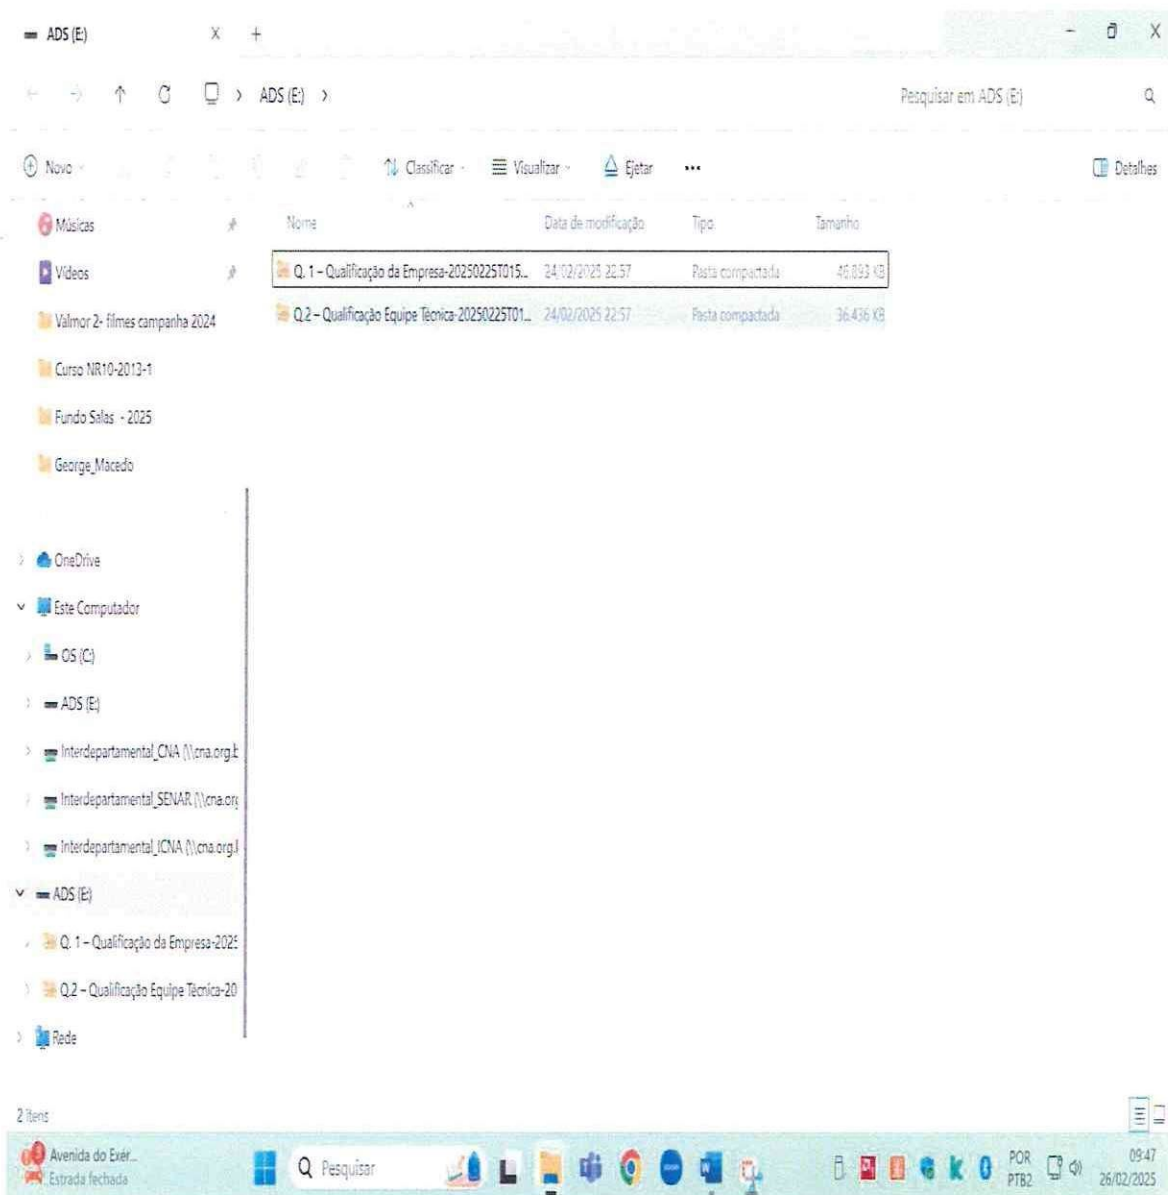 ADS (E:) X +
ADS (E:) > Pesquisar em ADS (E:)
Novo Classificar Visualizar Ejetar ... Detalhes
Nome Data de modificação Tipo Tamanho
Q. 1 – Qualificação da Empresa-20250225T015... 24/02/2025 22:57 Pasta compactada 46.893 KB
Q.2 – Qualificação Equipe Técnica-20250225T01... 24/02/2025 22:57 Pasta compactada 36.436 KB
Músicas
Vídeos
Valmor 2- filmes campanha 2024
Curso NR10-2013-1
Fundo Salas - 2025
George_Macedo
OneDrive
Este Computador
OS (C:)
ADS (E:)
Interdepartamental_CNA (\\cna.org.b
Interdepartamental_SENAR (\\cna.org
Interdepartamental_ICNA (\\cna.org.
ADS (E:)
Q. 1 – Qualificação da Empresa-2025
Q.2 – Qualificação Equipe Técnica-20
Rede
2 itens
Avenida do Exér...
Estrada fechada
Pesquisar
POR
PTB2
09:47
26/02/2025